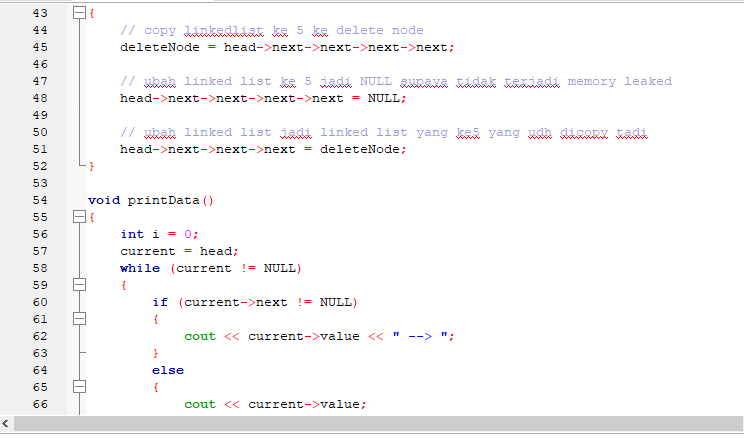 43 {
44 // copy linkedlist ke 5 ke delete node
45 deleteNode = head->next->next->next->next;
46
47 // ubah linked list ke 5 jadi NULL supaya tidak terjadi memory leaked
48 head->next->next->next->next = NULL;
49
50 // ubah linked list jadi linked list yang ke5 yang udh dicopy tadi
51 head->next->next->next = deleteNode;
52 }
53
54 void printData()
55 {
56 int i = 0;
57 current = head;
58 while (current != NULL)
59 {
60 if (current->next != NULL)
61 {
62 cout << current->value << " --> ";
63 }
64 else
65 {
66 cout << current->value;